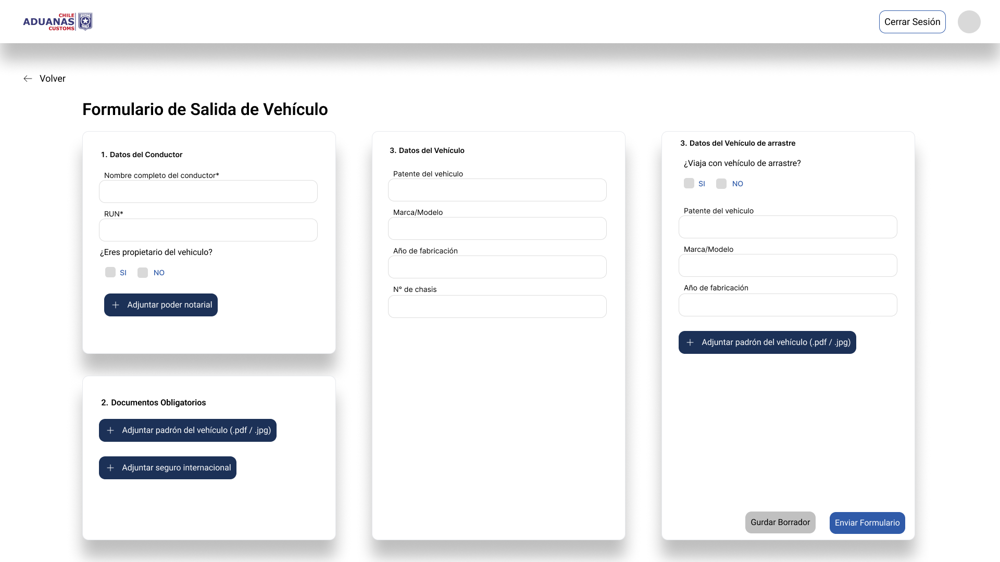 CHILE
ADUANAS
CUSTOMS
Cerrar Sesión
Volver
Formulario de Salida de Vehículo
1. Datos del Conductor
Nombre completo del conductor*
RUN*
¿Eres propietario del vehiculo?
SI NO
Adjuntar poder notarial
2. Documentos Obligatorios
Adjuntar padrón del vehículo (.pdf / .jpg)
Adjuntar seguro internacional
3. Datos del Vehículo
Patente del vehiculo
Marca/Modelo
Año de fabricación
N° de chasis
3. Datos del Vehículo de arrastre
¿Viaja con vehículo de arrastre?
SI NO
Patente del vehiculo
Marca/Modelo
Año de fabricación
Adjuntar padrón del vehículo (.pdf / .jpg)
Gurdar Borrador
Enviar Formulario